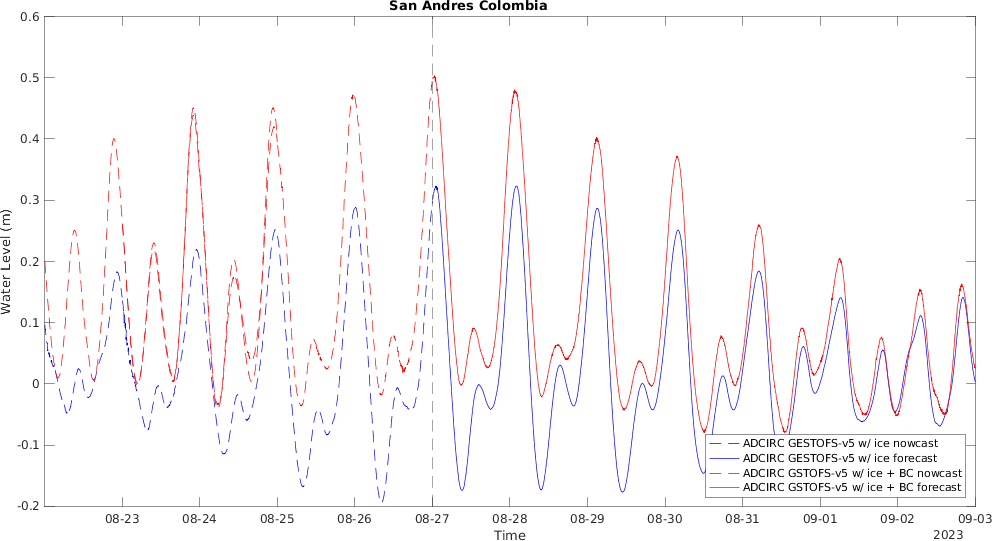 San Andres Colombia
0.6
0.5
0.4
0.3
0.2
0.1
0
-0.1
-0.2
Water Level (m)
ADCIRC GESTOFS-v5 w/ ice nowcast
ADCIRC GESTOFS-v5 w/ ice forecast
ADCIRC GSTOFS-v5 w/ ice + BC nowcast
ADCIRC GSTOFS-v5 w/ ice + BC forecast
08-23 08-24 08-25 08-26 08-27 08-28 08-29 08-30 08-31 09-01 09-02 09-03
Time
2023